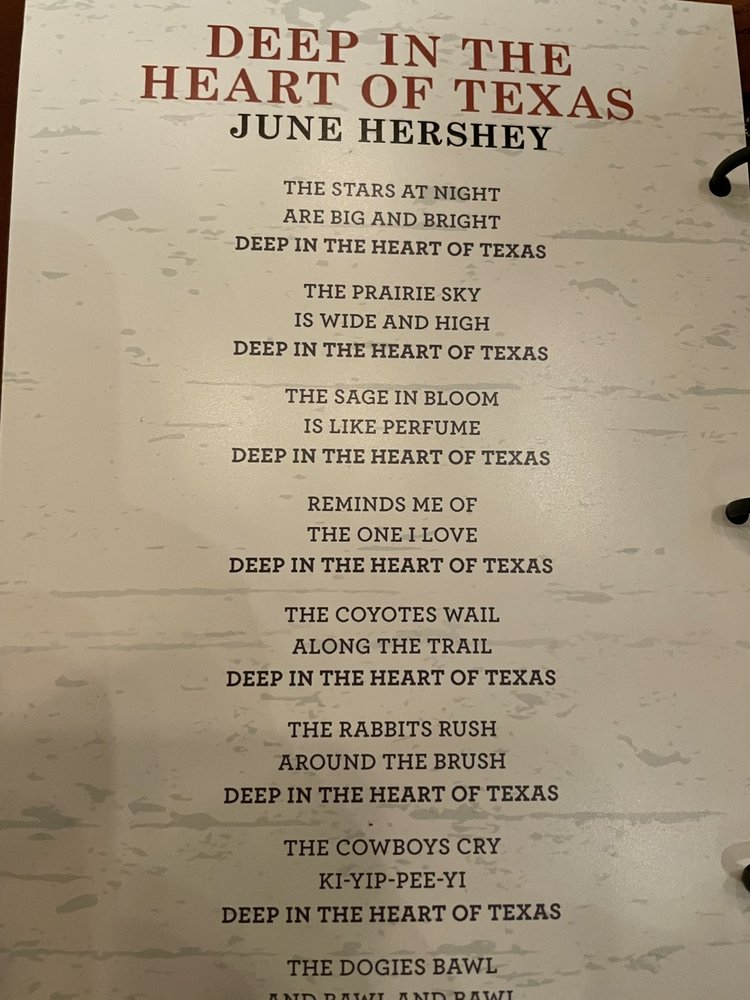 DEEP IN THE
HEART OF TEXAS
JUNE HERSHEY
THE STARS AT NIGHT
ARE BIG AND BRIGHT
DEEP IN THE HEART OF TEXAS
THE PRAIRIE SKY
IS WIDE AND HIGH
DEEP IN THE HEART OF TEXAS
THE SAGE IN BLOOM
IS LIKE PERFUME
DEEP IN THE HEART OF TEXAS
REMINDS ME OF
THE ONE I LOVE
DEEP IN THE HEART OF TEXAS
THE COYOTES WAIL
ALONG THE TRAIL
DEEP IN THE HEART OF TEXAS
THE RABBITS RUSH
AROUND THE BRUSH
DEEP IN THE HEART OF TEXAS
THE COWBOYS CRY
KI-YIP-PEE-YI
DEEP IN THE HEART OF TEXAS
THE DOGIES BAWL
AND BAWL AND BAWL